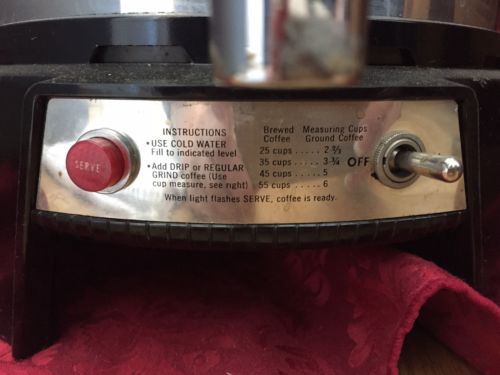 SERVE
INSTRUCTIONS
•USE COLD WATER
Fill to indicated level
•Add DRIP or REGULAR
GRIND coffee (Use
cup measure, see right)
Brewed Measuring Cups
Coffee Ground Coffee
25 cups.....2 ⅔
35 cups.....3-¾
45 cups.....5
55 cups.....6
OFF
When light flashes SERVE, coffee is ready.